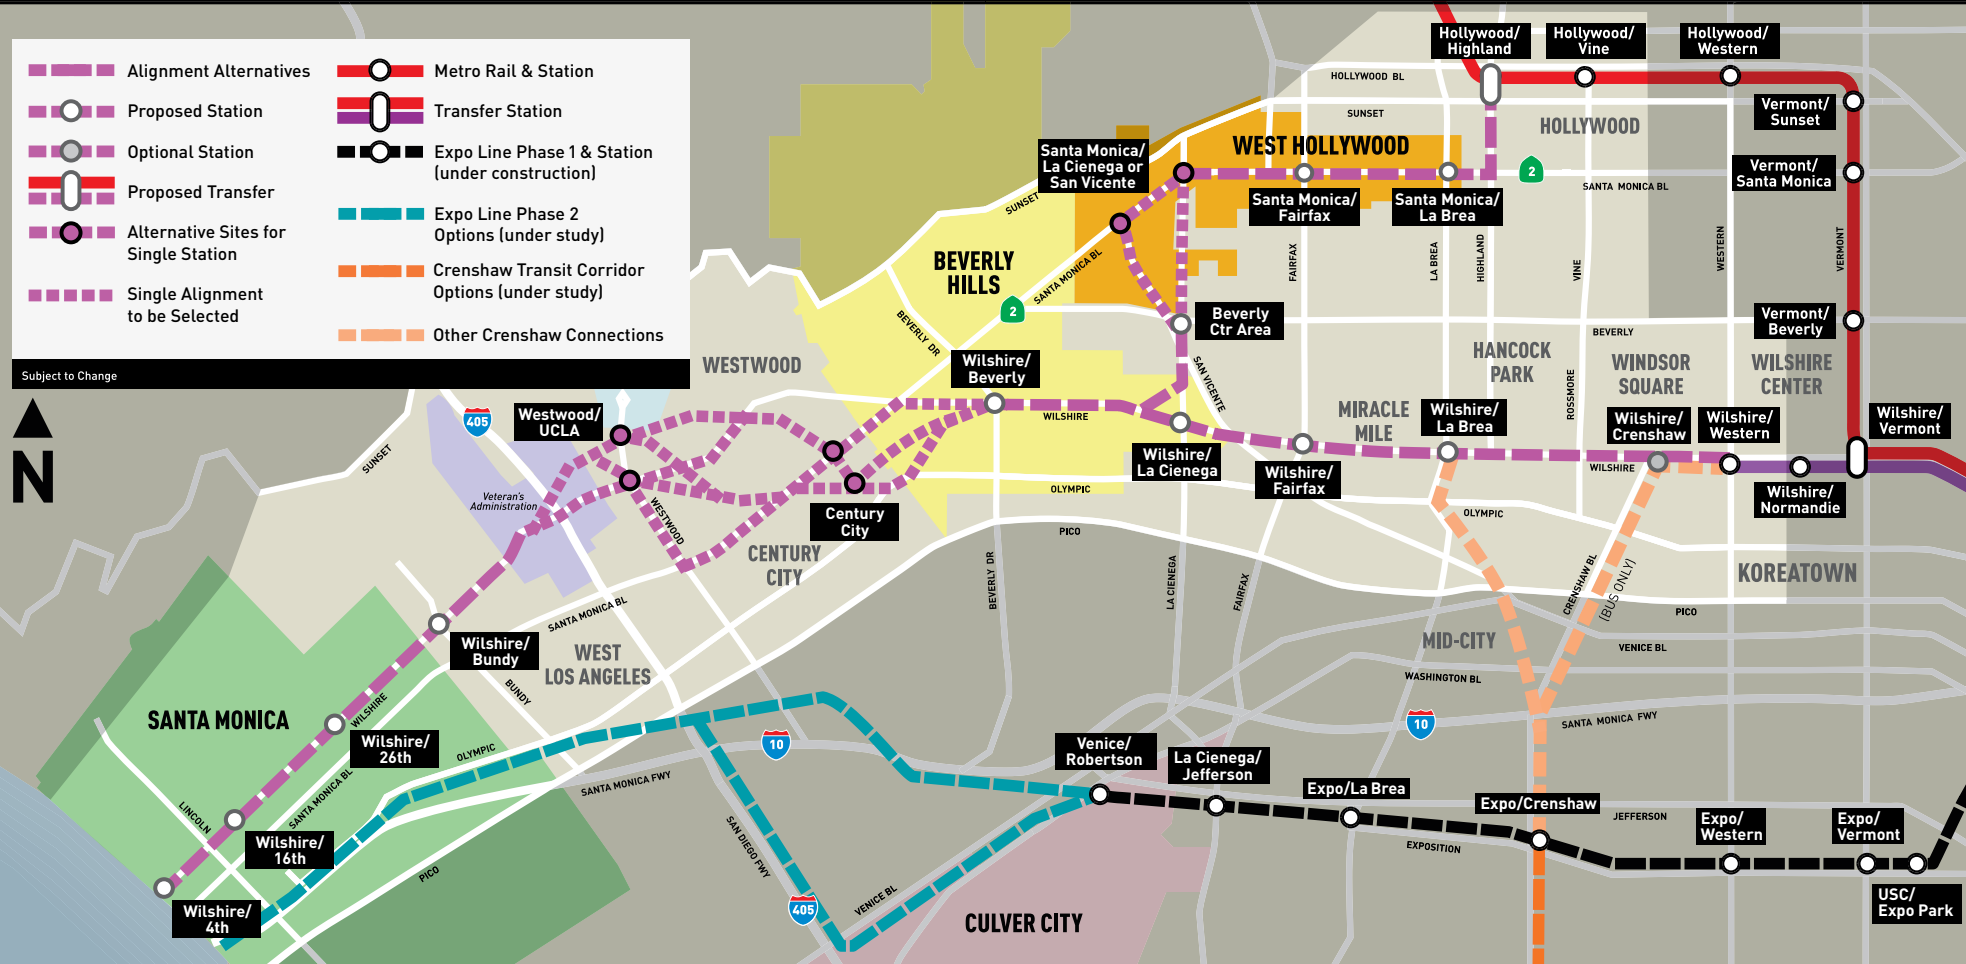 Alignment Alternatives
Proposed Station
Optional Station
Proposed Transfer
Alternative Sites for
Single Station
Single Alignment
to be Selected
Metro Rail & Station
Transfer Station
Expo Line Phase 1 & Station
(under construction)
Expo Line Phase 2
Options (under study)
Crenshaw Transit Corridor
Options (under study)
Other Crenshaw Connections
Subject to Change
N
Hollywood/
Highland
Hollywood/
Vine
Hollywood/
Western
HOLLYWOOD BL
SUNSET
HOLLYWOOD
Vermont/
Sunset
Vermont/
Santa Monica
Santa Monica/
La Cienega or
San Vicente
WEST HOLLYWOOD
2
SANTA MONICA BL
Santa Monica/
Fairfax
Santa Monica/
La Brea
SUNSET
BEVERLY
HILLS
SANTA MONICA BL
2
FAIRFAX
LA BREA
HIGHLAND
VINE
WESTERN
VERMONT
BEVERLY DR
Beverly
Ctr Area
Vermont/
Beverly
BEVERLY
WESTWOOD
Wilshire/
Beverly
SAN VICENTE
HANCOCK
PARK
WINDSOR
SQUARE
WILSHIRE
CENTER
ROSSMORE
405
Westwood/
UCLA
WILSHIRE
MIRACLE
MILE
Wilshire/
La Brea
Wilshire/
Crenshaw
Wilshire/
Western
Wilshire/
Vermont
SUNSET
Wilshire/
La Cienega
Wilshire/
Fairfax
WILSHIRE
Wilshire/
Normandie
Veteran's
Administration
WESTWOOD
OLYMPIC
OLYMPIC
Century
City
PICO
CENTURY
CITY
BEVERLY DR
LA CIENEGA
FAIRFAX
CRENSHAW BL
(BUS ONLY)
KOREATOWN
PICO
SANTA MONICA BL
Wilshire/
Bundy
WEST
LOS ANGELES
BUNDY
MID-CITY
VENICE BL
WASHINGTON BL
SANTA MONICA FWY
10
SANTA MONICA
WILSHIRE
Wilshire/
26th
OLYMPIC
10
Venice/
Robertson
La Cienega/
Jefferson
SANTA MONICA FWY
Expo/La Brea
Expo/Crenshaw
JEFFERSON
Expo/
Western
Expo/
Vermont
LINCOLN
SANTA MONICA BL
Wilshire/
16th
SAN DIEGO FWY
EXPOSITION
PICO
405
VENICE BL
Wilshire/
4th
CULVER CITY
USC/
Expo Park